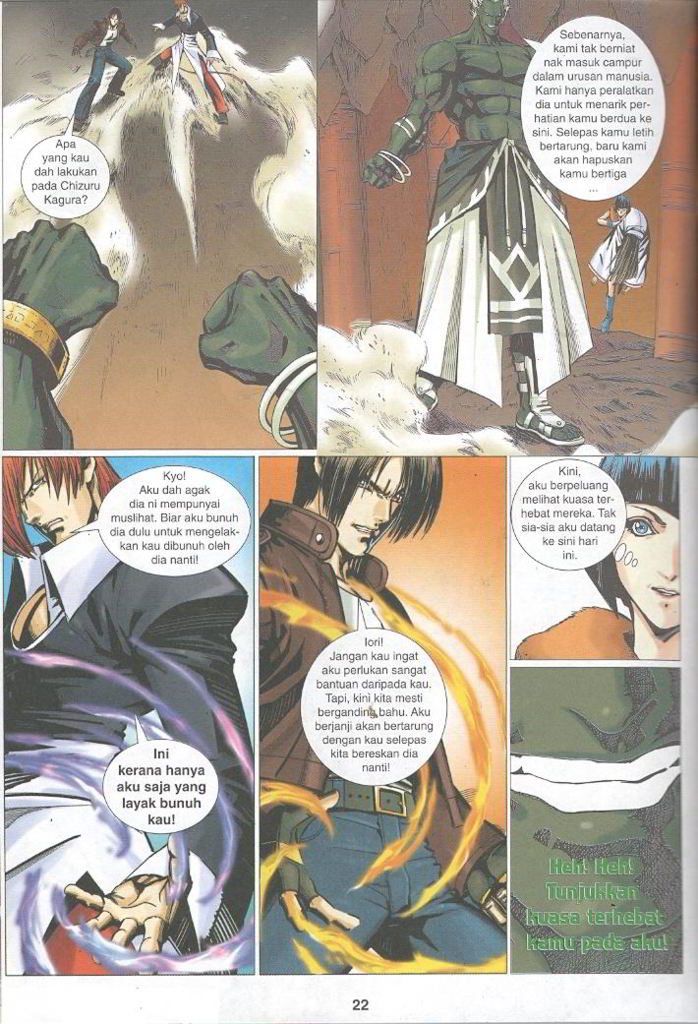 Apa
yang kau
dah lakukan
pada Chizuru
Kagura?
Sebenarnya,
kami tak berniat
nak masuk campur
dalam urusan manusia.
Kami hanya peralatkan
dia untuk menarik per-
hatian kamu berdua ke
sini. Selepas kamu letih
bertarung, baru kami
akan hapuskan
kamu bertiga
...
Kyo!
Aku dah agak
dia ni mempunyai
muslihat. Biar aku bunuh
dia dulu untuk mengelak-
kan kau dibunuh oleh
dia nanti!
Ini
kerana hanya
aku saja yang
layak bunuh
kau!
Iori!
Jangan kau ingat
aku perlukan sangat
bantuan daripada kau.
Tapi, kini kita mesti
berganding bahu. Aku
berjanji akan bertarung
dengan kau selepas
kita bereskan dia
nanti!
Kini,
aku berpeluang
melihat kuasa ter-
hebat mereka. Tak
sia-sia aku datang
ke sini hari
ini.
Heh! Heh!
Tunjukkan
kuasa terhebat
kamu pada aku!
22